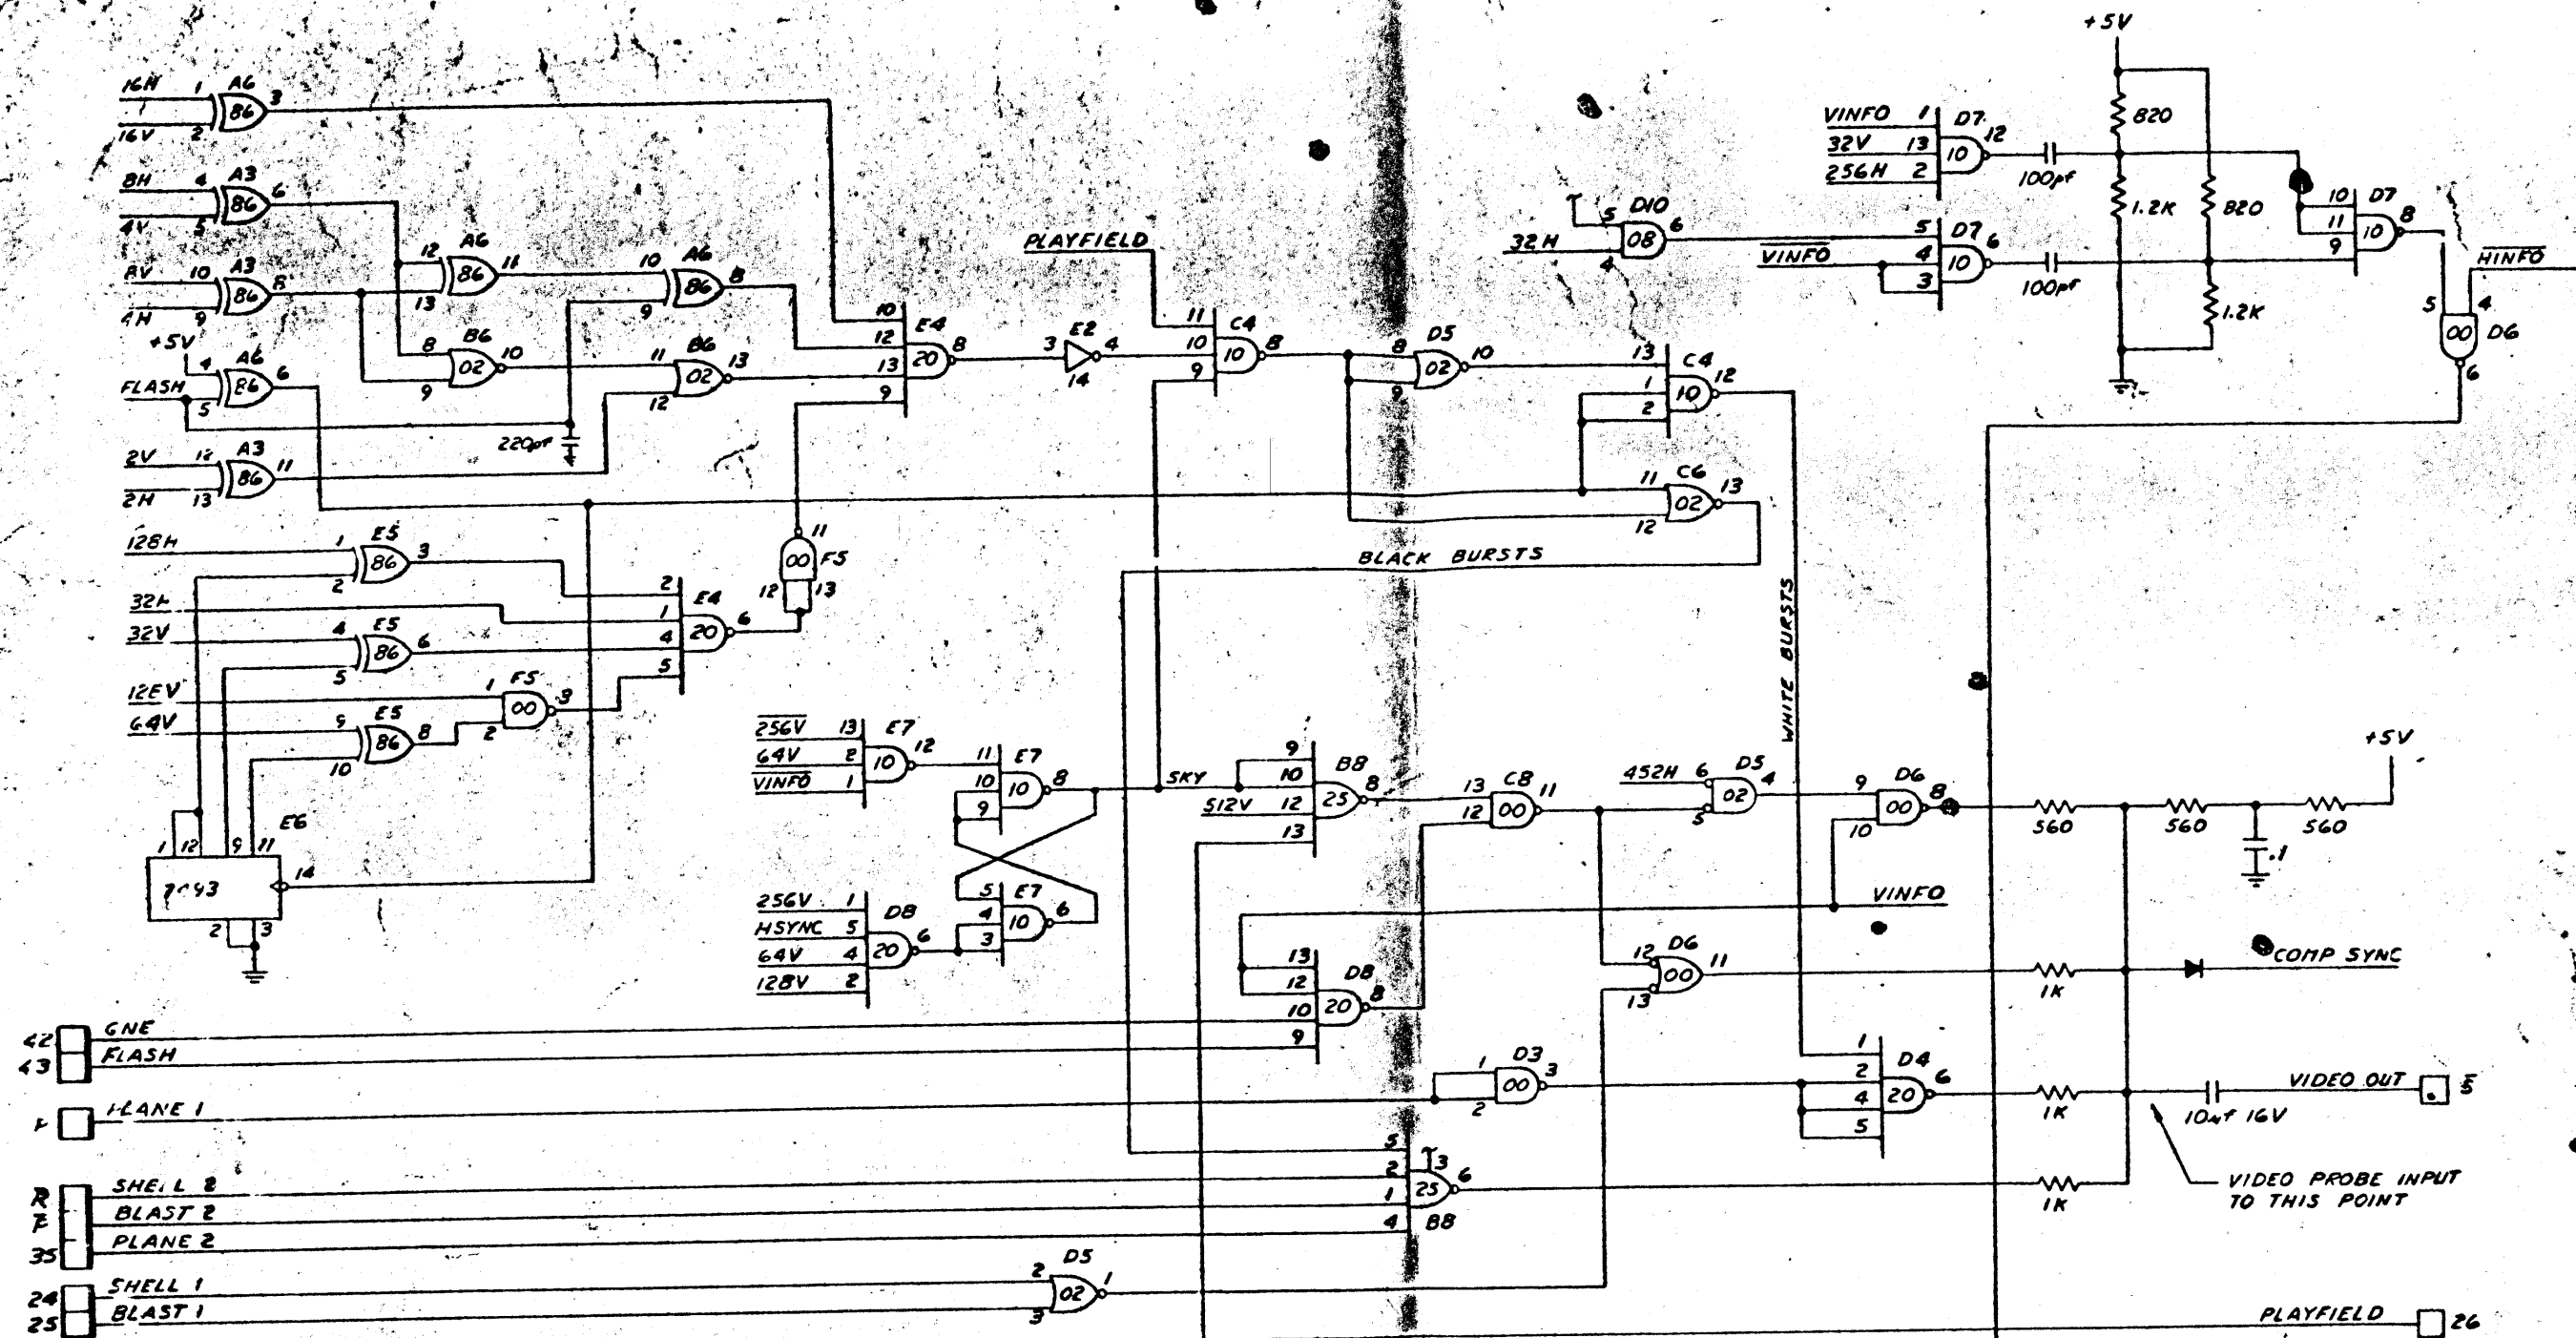 +5V
16H 1 A6 3
86
16V 2
820
VINFO 1 D7 12
32V 13 10
256H 2
100pf
8H 4 A3 6
86
4V 5
1.2K
820
10 D7 8
11 10
9
D10
5 6
08
32H 4
5 D7 6
VINFO 4 10
3
100pf
1.2K
HINFO
5 4
00 D6
6
8V 10 A3 8
86
4H 9
12 A6 11
86
13
10 A6 8
86
9
PLAYFIELD
+5V
4 A6 6
86
FLASH 5
8 B6 10
02
9
11 B6 13
02
12
10 E4
12 8
13 20
9
E2
3 4
14
11 C4
10 8
9 10
D5
8 10
02
9
13 C4 12
1 10
2
220pf
2V 12 A3 11
86
2H 13
11 C6 13
02
12
BLACK BURSTS
WHITE BURSTS
11
00 F5
12 13
128H 1 E5 3
86
2
32H
32V 4 E5 6
86
5
2 E4
1 6
4 20
5
64V 9 E5 8
86
10
1 F5 3
00
2
256V 13 E7 12
64V 2 10
VINFO 1
11 E7
10 8
9 10
SKY
9 B8
10 8
512V 12 25
13
13 C8 11
00
12
452H 6 D5 4
02
5
9 D6 8
00
10
+5V
560
560
560
.1
E6
1 12 9 11
14
2 3
256V 1 D8
HSYNC 5 6
64V 4 20
128V 2
5 E7
4 10 6
3
VINFO
13 D8
12 8
10 20
9
12 D6 11
00
13
1K
COMP SYNC
42
43 FLASH
1 D3 3
00
2
1 D4
2 6
4 20
5
1K
10uf 16V
VIDEO OUT 5
VIDEO PROBE INPUT
TO THIS POINT
5 3
2 6
1 25
4 B8
1K
R SHELL 2
BLAST 2
35 PLANE 2
24 SHELL 1
25 BLAST 1
2 D5 1
02
3
PLAYFIELD 26